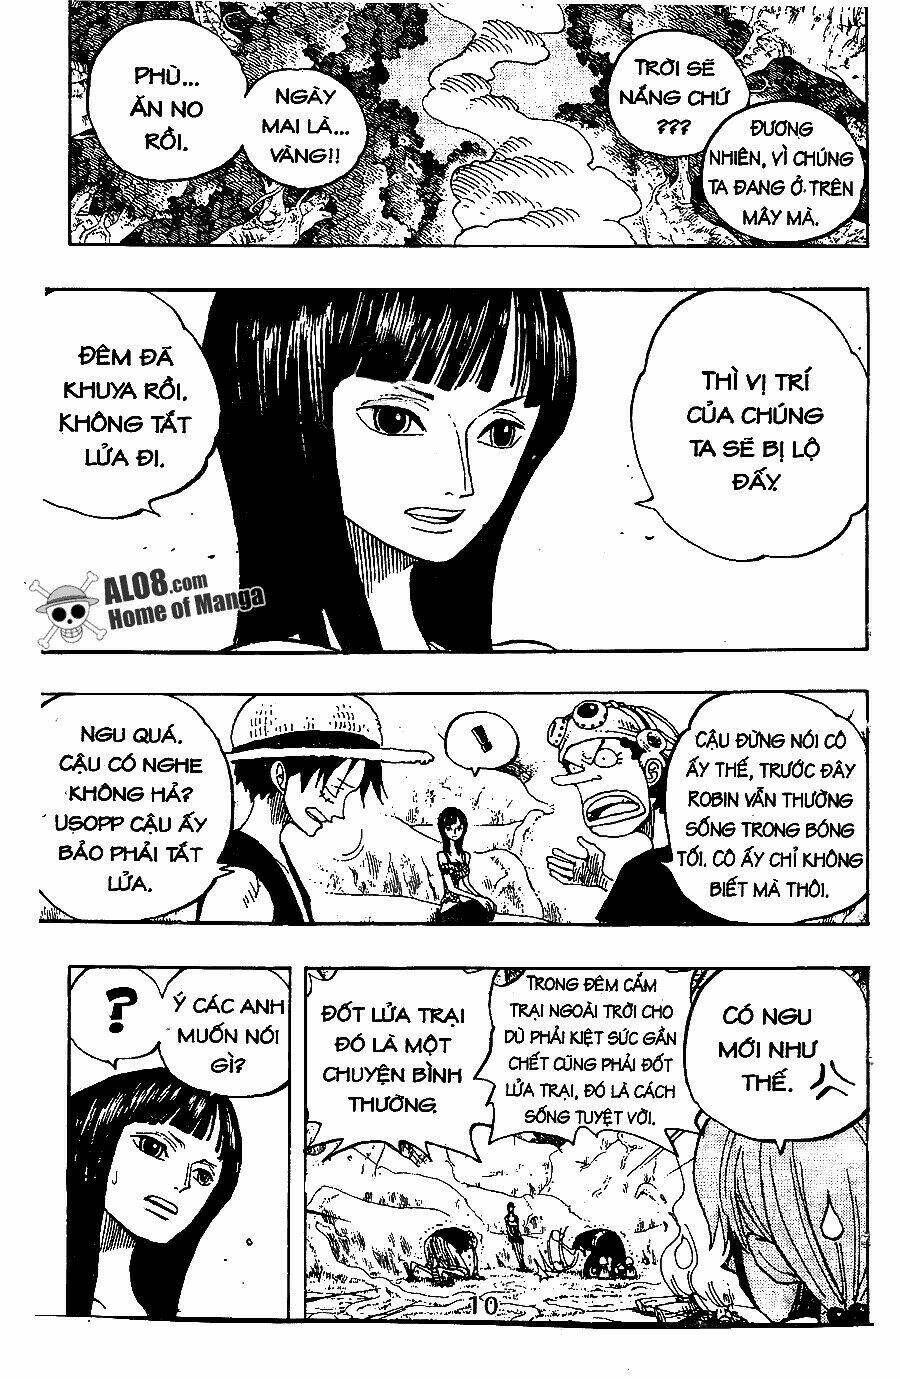 PHÙ...
ĂN NO
RỒI.
NGÀY
MAI LÀ...
VÀNG!!
TRỜI SẼ
NẮNG CHỨ
???
ĐƯƠNG
NHIÊN, VÌ CHÚNG
TA ĐANG Ở TRÊN
MÂY MÀ.
ĐÊM ĐÃ
KHUYA RỒI.
KHÔNG TẮT
LỬA ĐI.
THÌ VỊ TRÍ
CỦA CHÚNG
TA SẼ BỊ LỘ
ĐẤY.
ALO8.com
Home of Manga
NGU QUÁ.
CẬU CÓ NGHE
KHÔNG HẢ?
USOPP CẬU ẤY
BẢO PHẢI TẮT
LỬA.
!
CẬU ĐỪNG NÓI CÔ
ẤY THẾ, TRƯỚC ĐÂY
ROBIN VẪN THƯỜNG
SỐNG TRONG BÓNG
TỐI. CÔ ẤY CHỈ KHÔNG
BIẾT MÀ THÔI.
?
Ý CÁC ANH
MUỐN NÓI
GÌ?
ĐỐT LỬA TRẠI
ĐÓ LÀ MỘT
CHUYỆN BÌNH
THƯỜNG.
TRONG ĐÊM CẮM
TRẠI NGOÀI TRỜI CHO
DÙ PHẢI KIỆT SỨC GẦN
CHẾT CŨNG PHẢI ĐỐT
LỬA TRẠI, ĐÓ LÀ CÁCH
SỐNG TUYỆT VỜI.
CÓ NGU
MỚI NHƯ
THẾ.
10